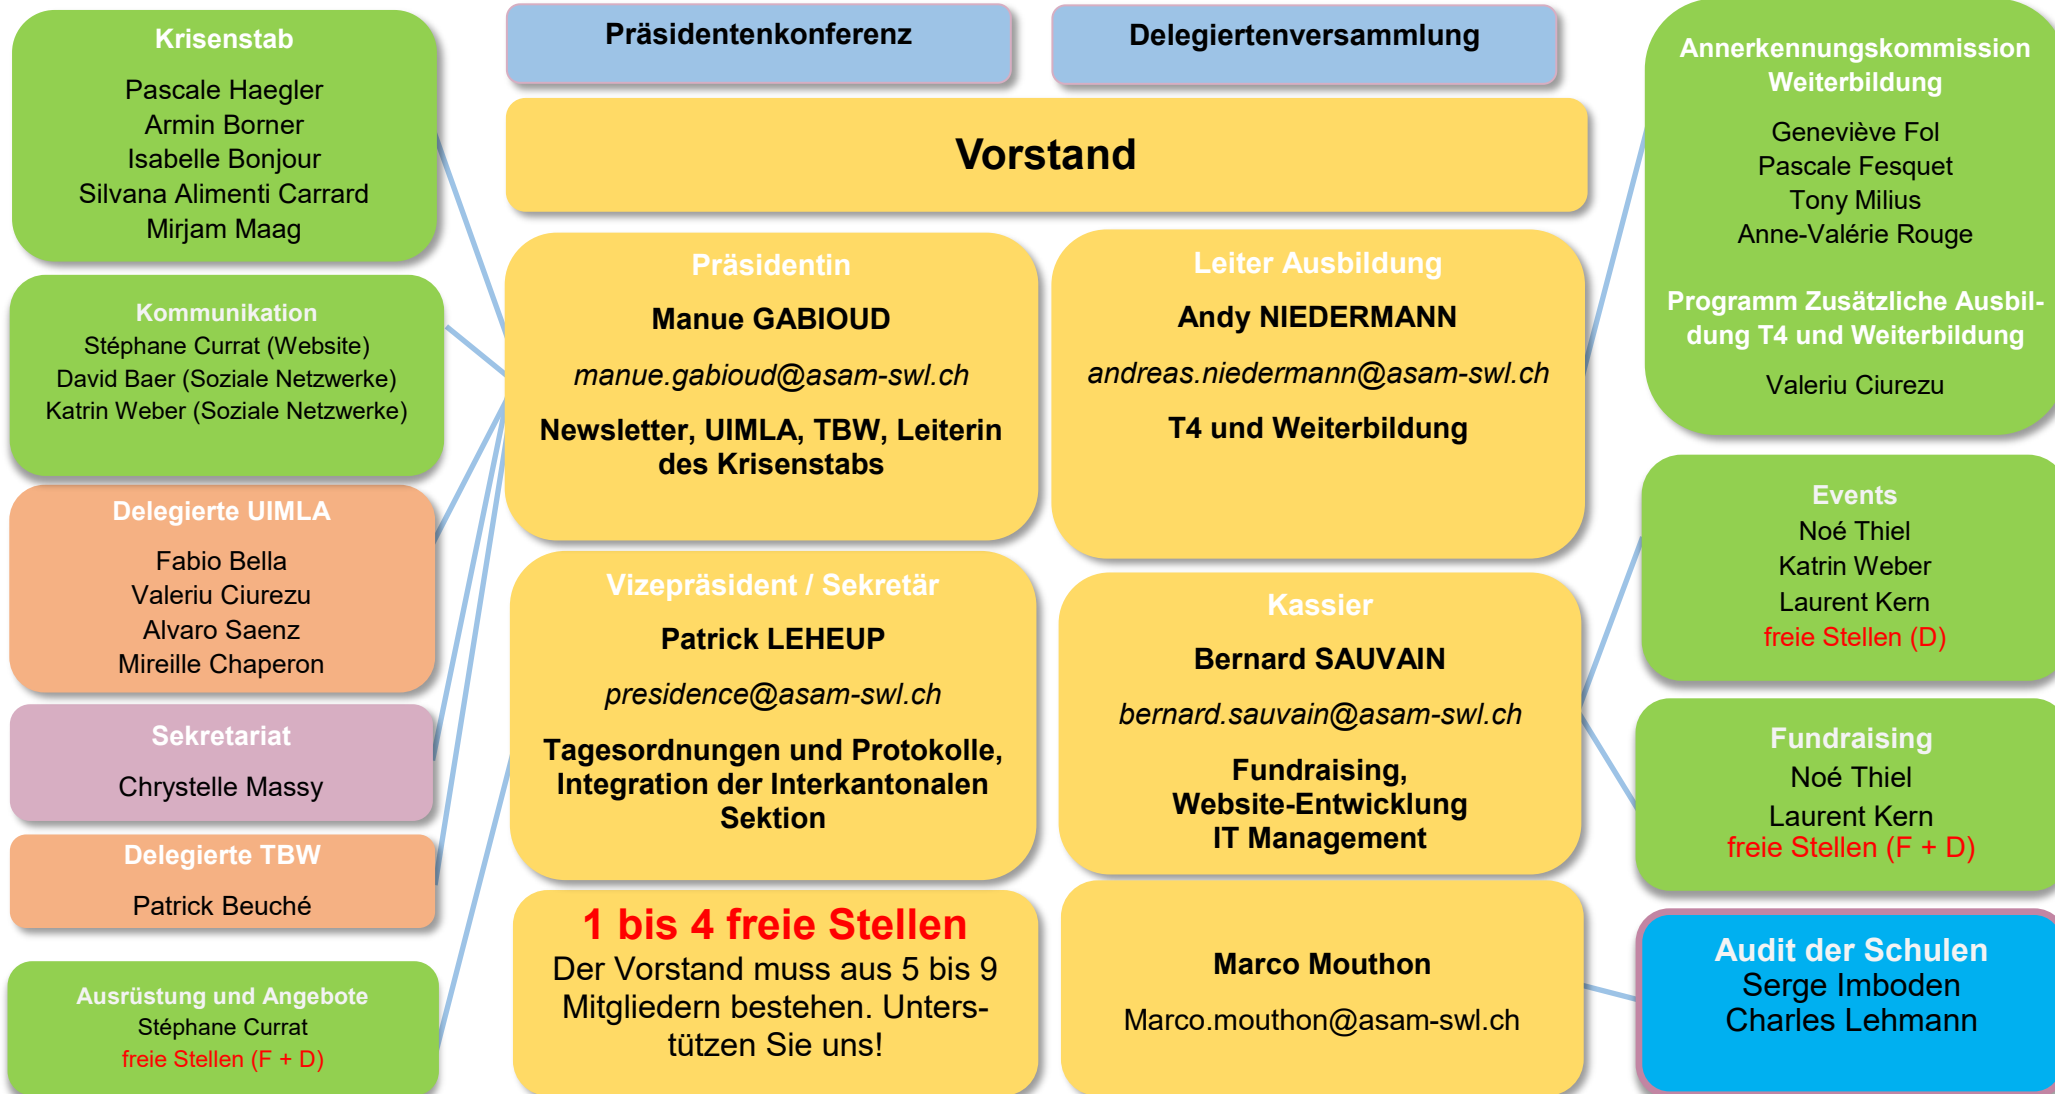 Krisenstab
Pascale Haegler
Armin Borner
Isabelle Bonjour
Silvana Alimenti Carrard
Mirjam Maag
Kommunikation
Stéphane Currat (Website)
David Baer (Soziale Netzwerke)
Katrin Weber (Soziale Netzwerke)
Delegierte UIMLA
Fabio Bella
Valeriu Ciurezu
Alvaro Saenz
Mireille Chaperon
Sekretariat
Chrystelle Massy
Delegierte TBW
Patrick Beuché
Ausrüstung und Angebote
Stéphane Currat
freie Stellen (F + D)
Präsidentenkonferenz
Delegiertenversammlung
Vorstand
Präsidentin
Manue GABIOUD
manue.gabioud@asam-swl.ch
Newsletter, UIMLA, TBW, Leiterin
des Krisenstabs
Vizepräsident / Sekretär
Patrick LEHEUP
presidence@asam-swl.ch
Tagesordnungen und Protokolle,
Integration der Interkantonalen
Sektion
1 bis 4 freie Stellen
Der Vorstand muss aus 5 bis 9
Mitgliedern bestehen. Unters-
tützen Sie uns!
Leiter Ausbildung
Andy NIEDERMANN
andreas.niedermann@asam-swl.ch
T4 und Weiterbildung
Kassier
Bernard SAUVAIN
bernard.sauvain@asam-swl.ch
Fundraising,
Website-Entwicklung
IT Management
Marco Mouthon
Marco.mouthon@asam-swl.ch
Annerkennungskommission
Weiterbildung
Geneviève Fol
Pascale Fesquet
Tony Milius
Anne-Valérie Rouge
Programm Zusätzliche Ausbil-
dung T4 und Weiterbildung
Valeriu Ciurezu
Events
Noé Thiel
Katrin Weber
Laurent Kern
freie Stellen (D)
Fundraising
Noé Thiel
Laurent Kern
freie Stellen (F + D)
Audit der Schulen
Serge Imboden
Charles Lehmann